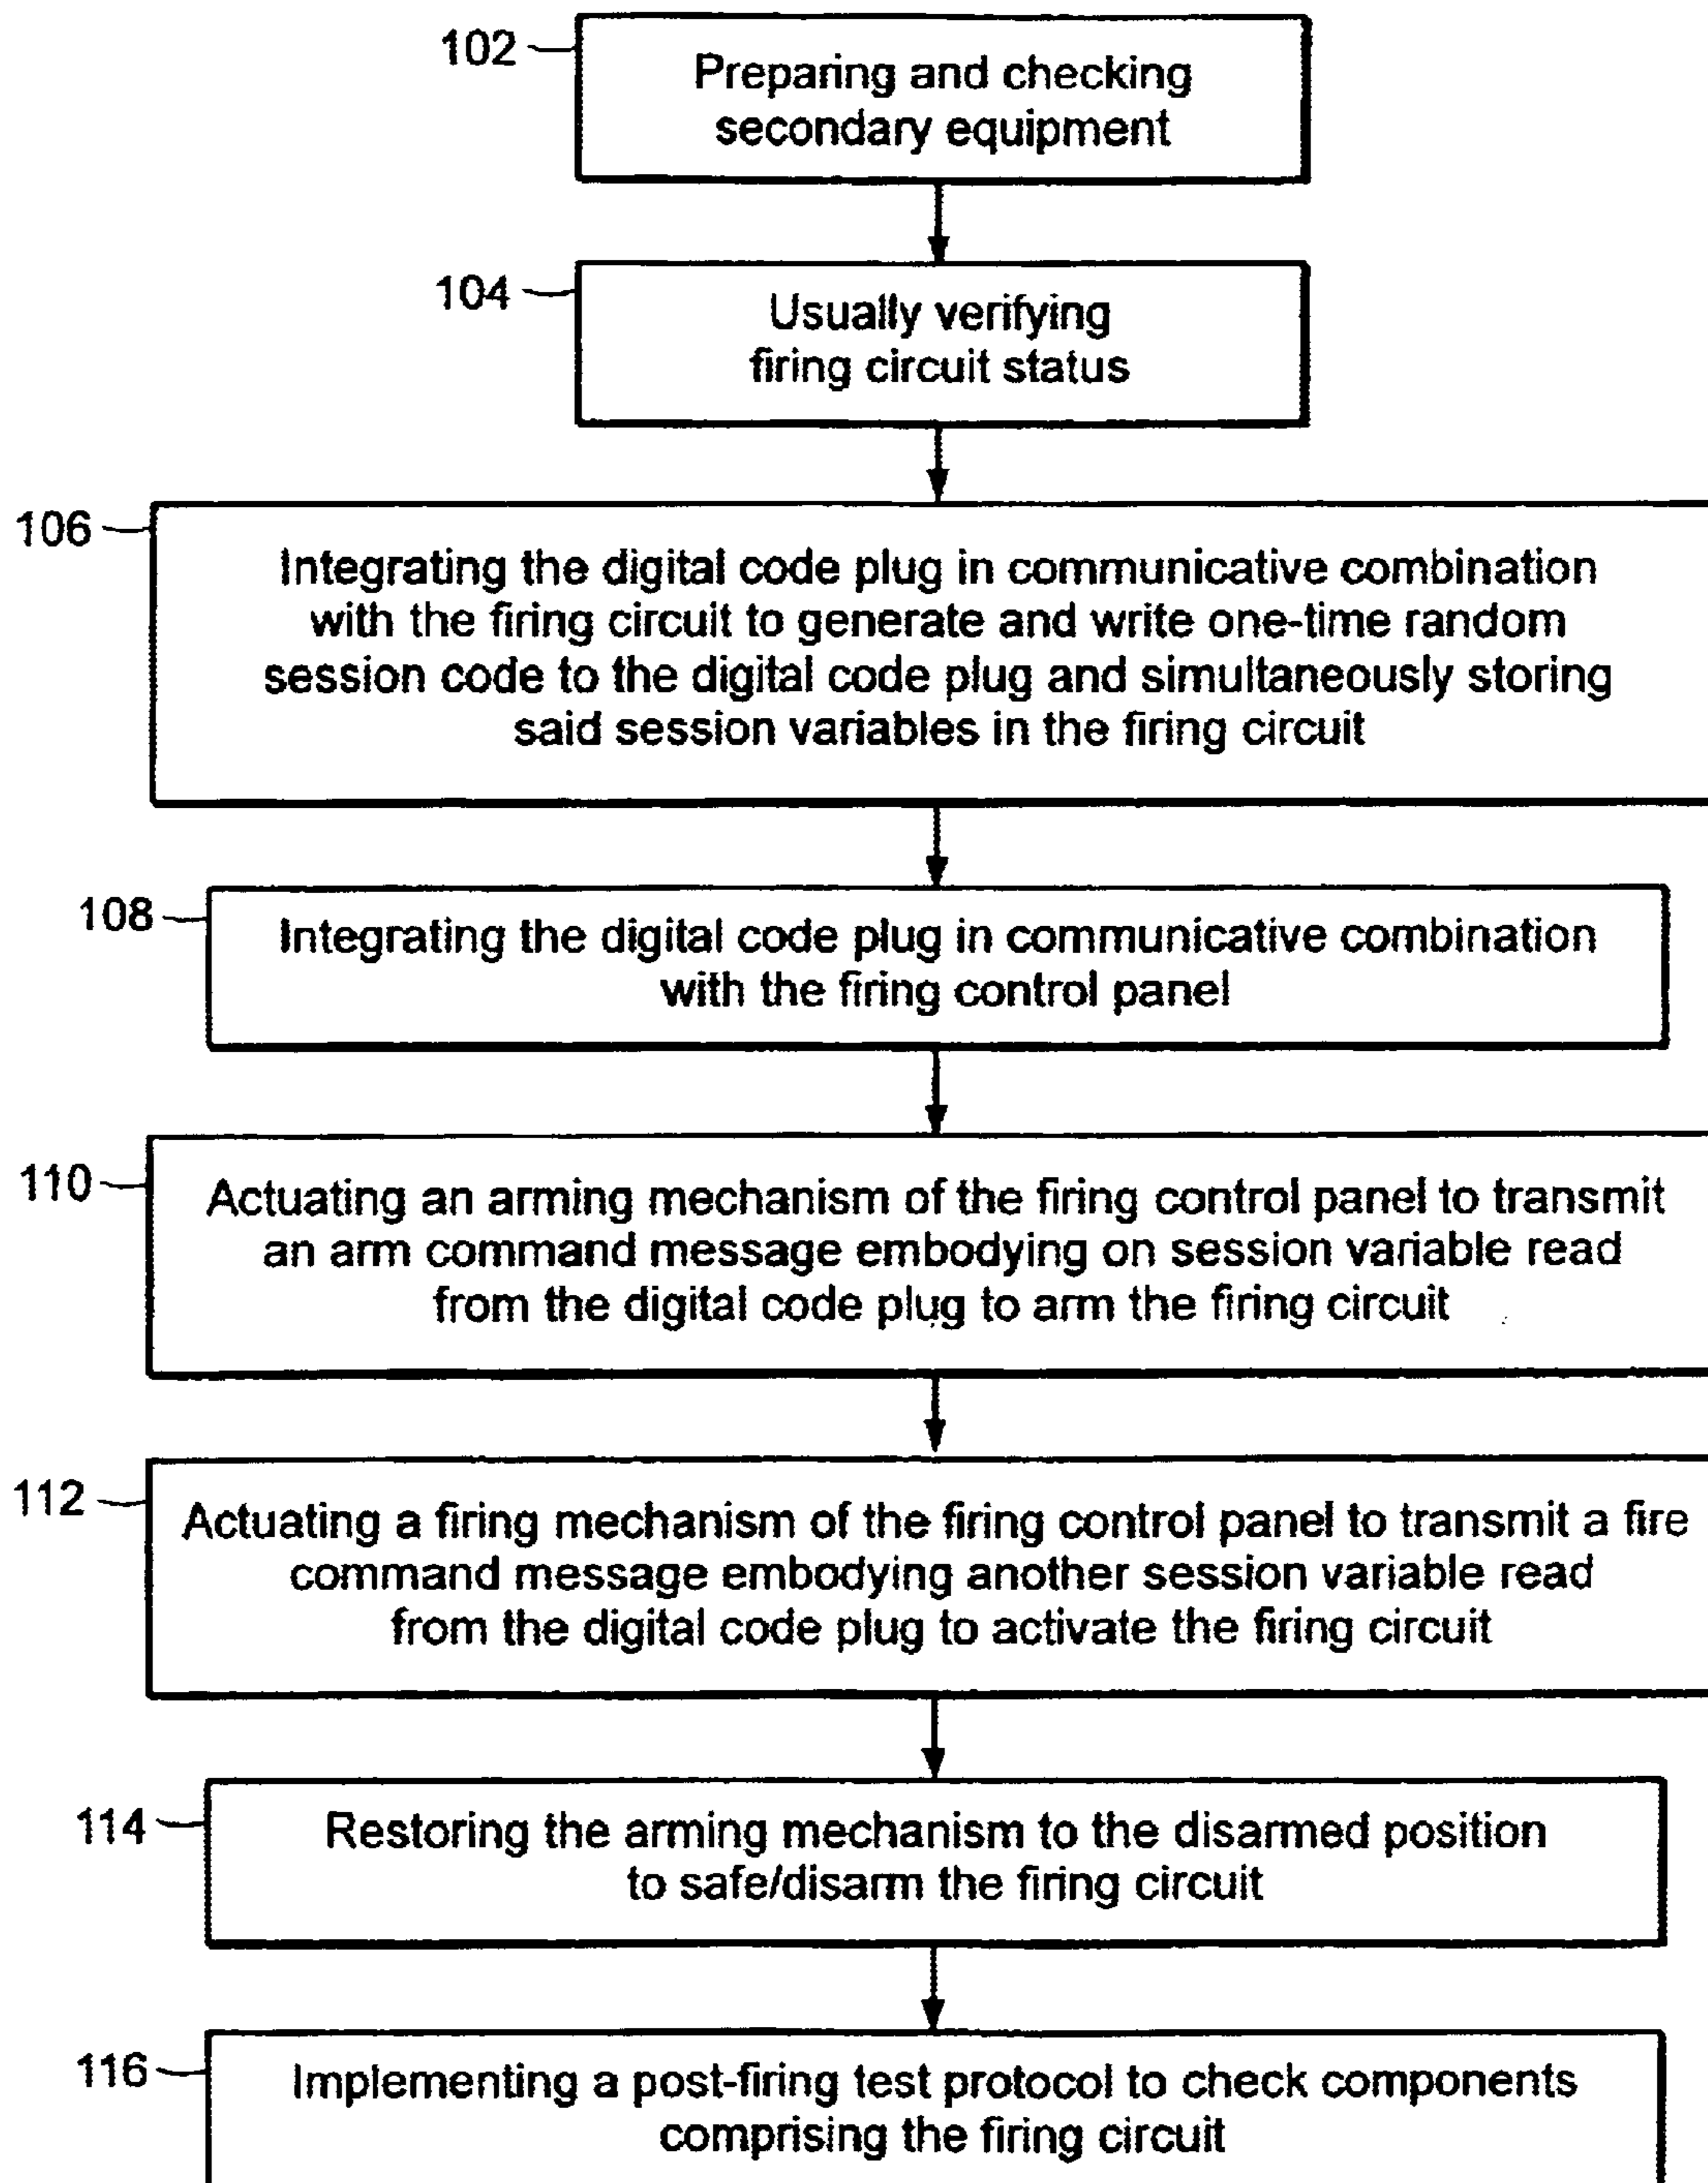 102
Preparing and checking
secondary equipment
104
Usually verifying
firing circuit status
106
Integrating the digital code plug in communicative combination
with the firing circuit to generate and write one-time random
session code to the digital code plug and simultaneously storing
said session variables in the firing circuit
108
Integrating the digital code plug in communicative combination
with the firing control panel
110
Actuating an arming mechanism of the firing control panel to transmit
an arm command message embodying on session variable read
from the digital code plug to arm the firing circuit
112
Actuating a firing mechanism of the firing control panel to transmit a fire
command message embodying another session variable read
from the digital code plug to activate the firing circuit
114
Restoring the arming mechanism to the disarmed position
to safe/disarm the firing circuit
116
Implementing a post-firing test protocol to check components
comprising the firing circuit